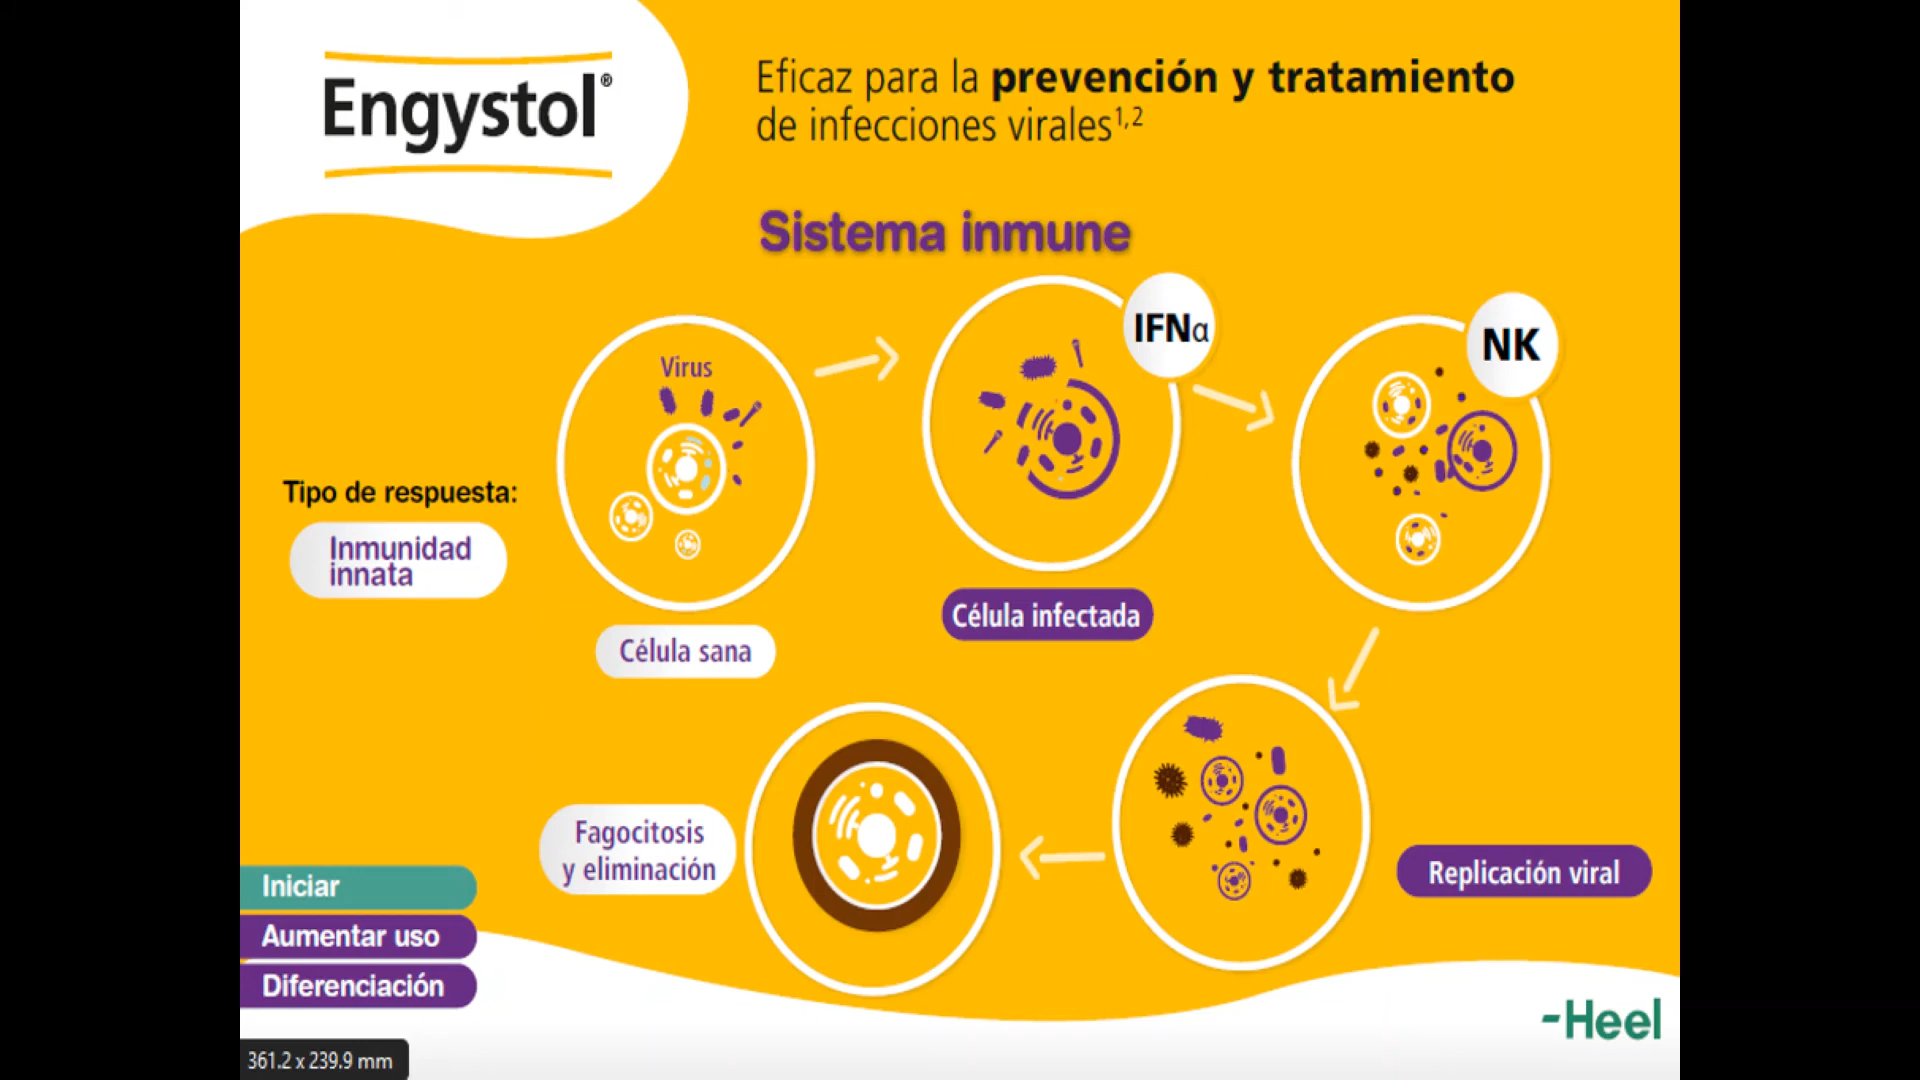 Engystol®
Eficaz para la prevención y tratamiento
de infecciones virales1,2
Sistema inmune
Virus
IFNα
NK
Tipo de respuesta:
Inmunidad
innata
Célula sana
Célula infectada
Fagocitosis
y eliminación
Replicación viral
Iniciar
Aumentar uso
Diferenciación
-Heel
361.2 x 239.9 mm